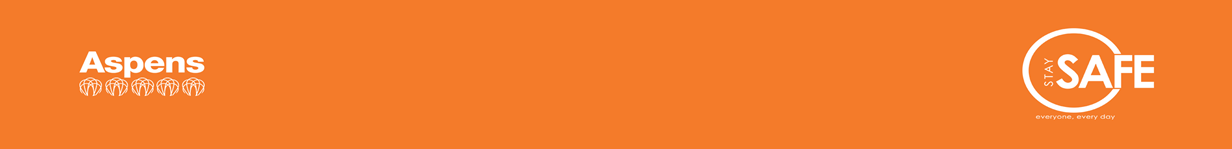 Aspens
STAY
SAFE
everyone, every day